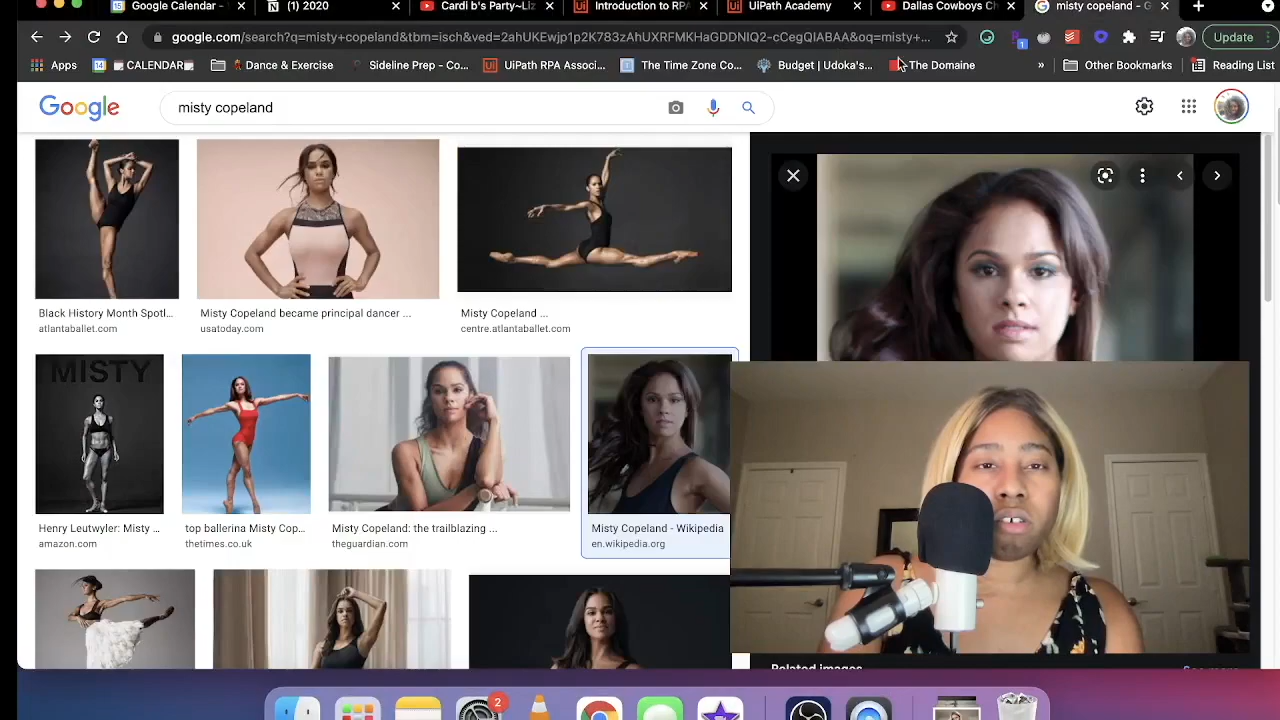 Google Calendar -
(1) 2020
Cardi b's Party~Liz
Introduction to RPA
UiPath Academy
Dallas Cowboys Ch
misty copeland - G
google.com/search?q=misty+copeland&tbm=isch&ved=2ahUKEwjp1p2K783zAhUXRFMKHaGDDNIQ2-cCegQIABAA&oq=misty+...
Update
Apps
CALENDAR
Dance & Exercise
Sideline Prep - Co...
UiPath RPA Associ...
The Time Zone Co...
Budget | Udoka's...
The Domaine
»
Other Bookmarks
Reading List
Google
misty copeland
Black History Month Spotl...
atlantaballet.com
Misty Copeland became principal dancer ...
usatoday.com
Misty Copeland ...
centre.atlantaballet.com
MISTY
Henry Leutwyler: Misty ...
amazon.com
top ballerina Misty Cop...
thetimes.co.uk
Misty Copeland: the trailblazing ...
theguardian.com
Misty Copeland - Wikipedia
en.wikipedia.org
Related images
See more
2